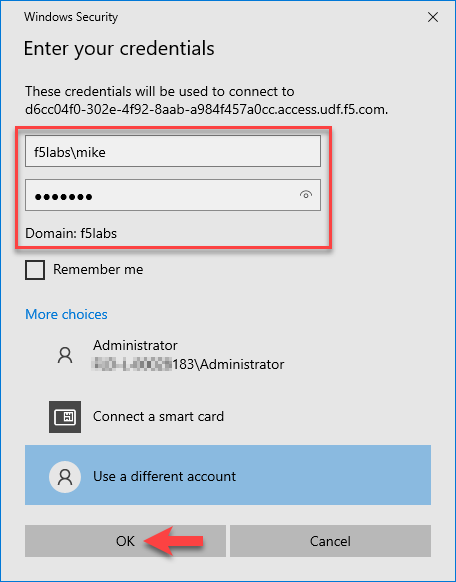 Windows Security
Enter your credentials
These credentials will be used to connect to
d6cc04f0-302e-4f92-8aab-a984f457a0cc.access.udf.f5.com.
f5labs\mike
●●●●●●●
Domain: f5labs
Remember me
More choices
Administrator
183\Administrator
Connect a smart card
Use a different account
OK
Cancel